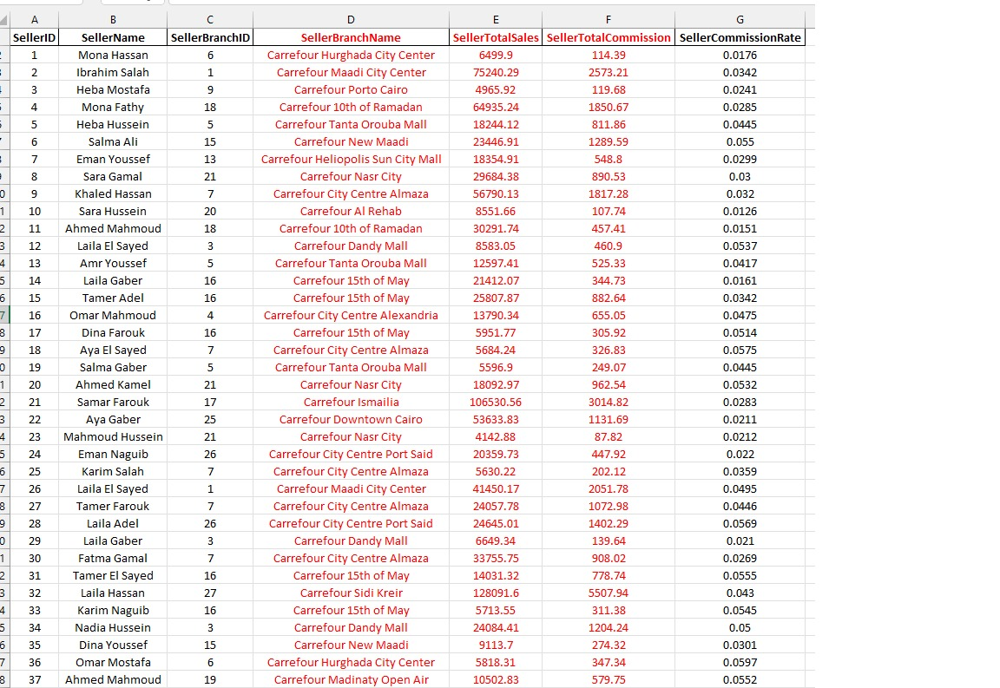 A B C D E F G
SellerID SellerName SellerBranchID SellerBranchName SellerTotalSales SellerTotalCommission SellerCommissionRate
1 Mona Hassan 6 Carrefour Hurghada City Center 6499.9 114.39 0.0176
2 Ibrahim Salah 1 Carrefour Maadi City Center 75240.29 2573.21 0.0342
3 Heba Mostafa 9 Carrefour Porto Cairo 4965.92 119.68 0.0241
4 Mona Fathy 18 Carrefour 10th of Ramadan 64935.24 1850.67 0.0285
5 Heba Hussein 5 Carrefour Tanta Orouba Mall 18244.12 811.86 0.0445
6 Salma Ali 15 Carrefour New Maadi 23446.91 1289.59 0.055
7 Eman Youssef 13 Carrefour Heliopolis Sun City Mall 18354.91 548.8 0.0299
8 Sara Gamal 21 Carrefour Nasr City 29684.38 890.53 0.03
9 Khaled Hassan 7 Carrefour City Centre Almaza 56790.13 1817.28 0.032
10 Sara Hussein 20 Carrefour Al Rehab 8551.66 107.74 0.0126
11 Ahmed Mahmoud 18 Carrefour 10th of Ramadan 30291.74 457.41 0.0151
12 Laila El Sayed 3 Carrefour Dandy Mall 8583.05 460.9 0.0537
13 Amr Youssef 5 Carrefour Tanta Orouba Mall 12597.41 525.33 0.0417
14 Laila Gaber 16 Carrefour 15th of May 21412.07 344.73 0.0161
15 Tamer Adel 16 Carrefour 15th of May 25807.87 882.64 0.0342
16 Omar Mahmoud 4 Carrefour City Centre Alexandria 13790.34 655.05 0.0475
17 Dina Farouk 16 Carrefour 15th of May 5951.77 305.92 0.0514
18 Aya El Sayed 7 Carrefour City Centre Almaza 5684.24 326.83 0.0575
19 Salma Gaber 5 Carrefour Tanta Orouba Mall 5596.9 249.07 0.0445
20 Ahmed Kamel 21 Carrefour Nasr City 18092.97 962.54 0.0532
21 Samar Farouk 17 Carrefour Ismailia 106530.56 3014.82 0.0283
22 Aya Gaber 25 Carrefour Downtown Cairo 53633.83 1131.69 0.0211
23 Mahmoud Hussein 21 Carrefour Nasr City 4142.88 87.82 0.0212
24 Eman Naguib 26 Carrefour City Centre Port Said 20359.73 447.92 0.022
25 Karim Salah 7 Carrefour City Centre Almaza 5630.22 202.12 0.0359
26 Laila El Sayed 1 Carrefour Maadi City Center 41450.17 2051.78 0.0495
27 Tamer Farouk 7 Carrefour City Centre Almaza 24057.78 1072.98 0.0446
28 Laila Adel 26 Carrefour City Centre Port Said 24645.01 1402.29 0.0569
29 Laila Gaber 3 Carrefour Dandy Mall 6649.34 139.64 0.021
30 Fatma Gamal 7 Carrefour City Centre Almaza 33755.75 908.02 0.0269
31 Tamer El Sayed 16 Carrefour 15th of May 14031.32 778.74 0.0555
32 Laila Hassan 27 Carrefour Sidi Kreir 128091.6 5507.94 0.043
33 Karim Naguib 16 Carrefour 15th of May 5713.55 311.38 0.0545
34 Nadia Hussein 3 Carrefour Dandy Mall 24084.41 1204.24 0.05
35 Dina Youssef 15 Carrefour New Maadi 9113.7 274.32 0.0301
36 Omar Mostafa 6 Carrefour Hurghada City Center 5818.31 347.34 0.0597
37 Ahmed Mahmoud 19 Carrefour Madinaty Open Air 10502.83 579.75 0.0552